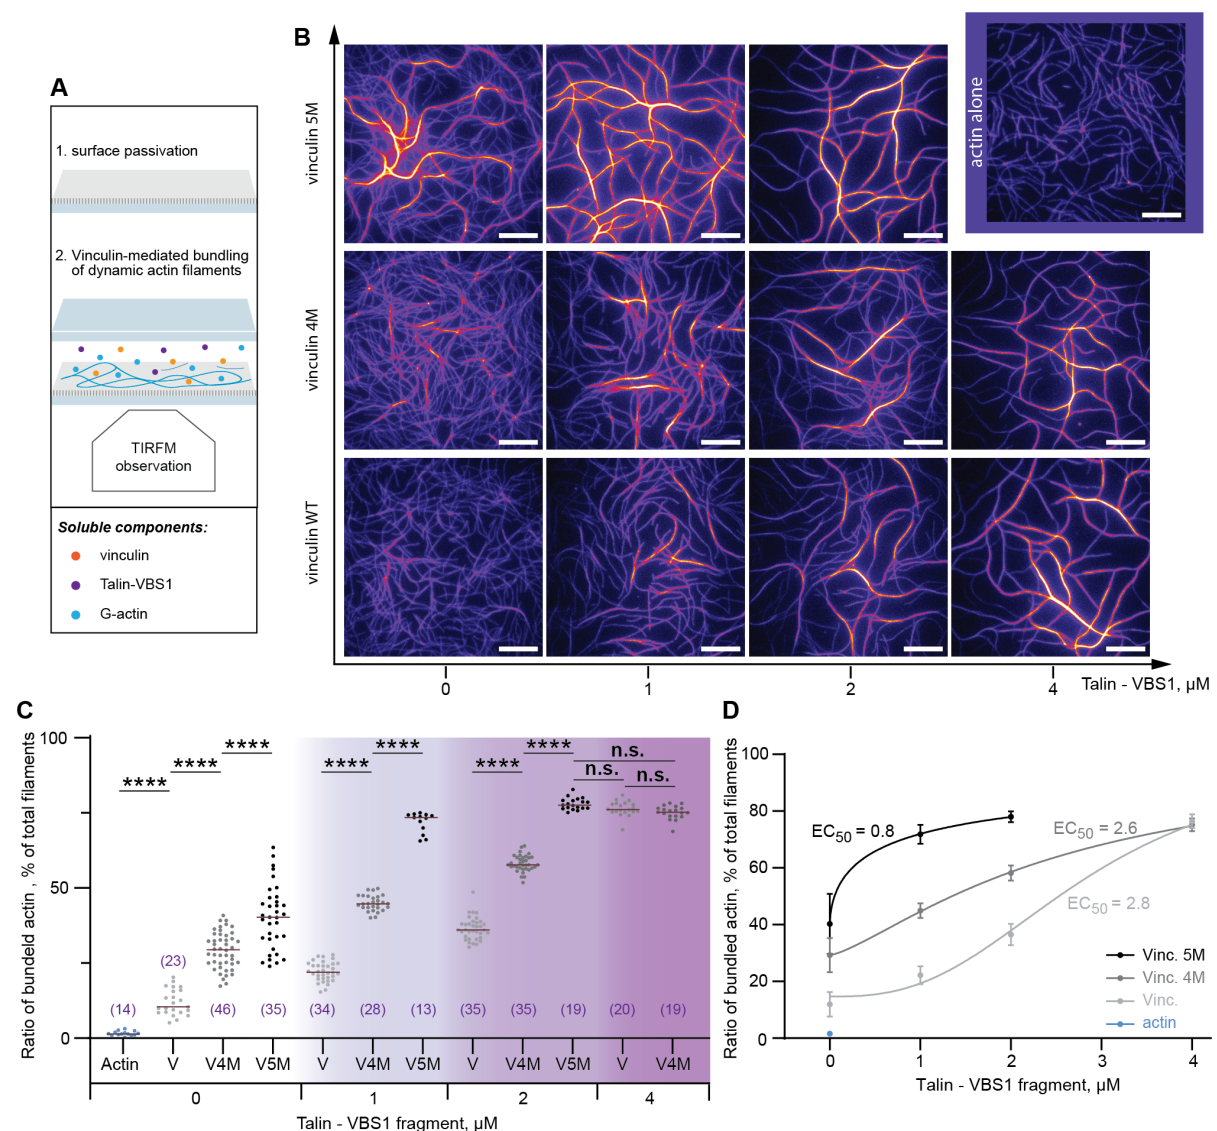 A
1. surface passivation
2. Vinculin-mediated bundling
of dynamic actin filaments
TIRFM
observation
Soluble components:
vinculin
Talin-VBS1
G-actin
B
vinculin 5M
vinculin 4M
vinculin WT
actin alone
0 1 2 4
Talin - VBS1, µM
C
Ratio of bundeld actin , % of total filaments
100
50
0
**** **** ****
**** ****
**** ****
n.s.
n.s. n.s.
(14) (23) (46) (35) (34) (28) (13) (35) (35) (19) (20) (19)
Actin V V4M V5M V V4M V5M V V4M V5M V V4M
0 1 2 4
Talin - VBS1 fragment, µM
D
Ratio of bundled actin, % of total filaments
100
80
60
40
20
0
EC50 = 0.8
EC50 = 2.6
EC50 = 2.8
Vinc. 5M
Vinc. 4M
Vinc.
actin
0 1 2 3 4
Talin - VBS1 fragment, µM